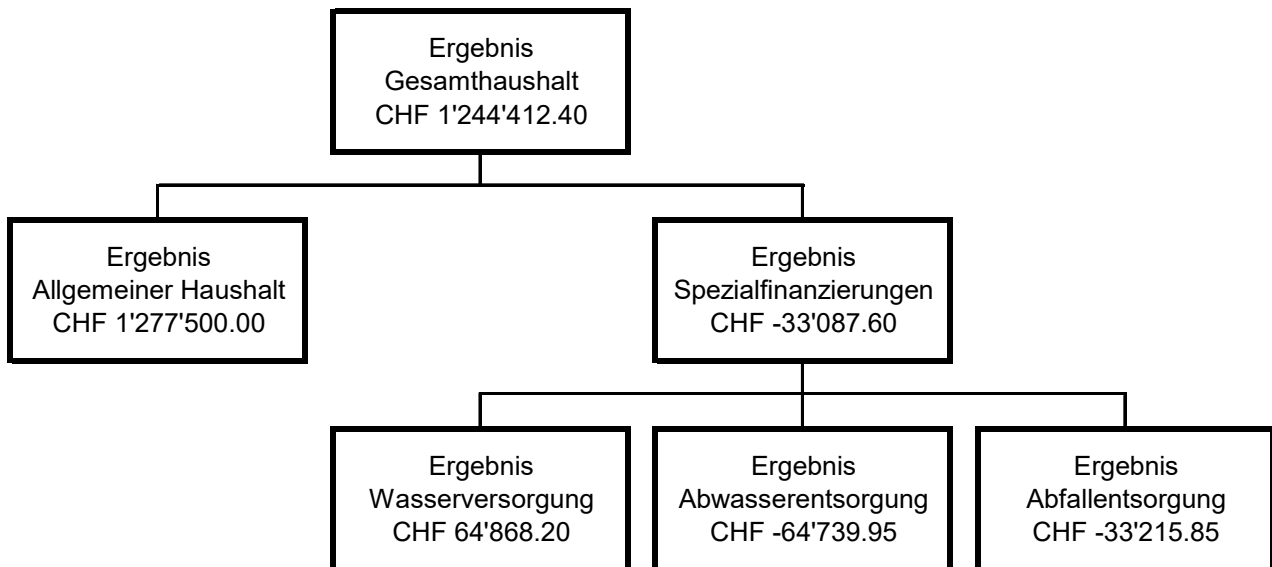 Ergebnis
Gesamthaushalt
CHF 1'244'412.40
Ergebnis
Allgemeiner Haushalt
CHF 1'277'500.00
Ergebnis
Spezialfinanzierungen
CHF -33'087.60
Ergebnis
Wasserversorgung
CHF 64'868.20
Ergebnis
Abwasserentsorgung
CHF -64'739.95
Ergebnis
Abfallentsorgung
CHF -33'215.85